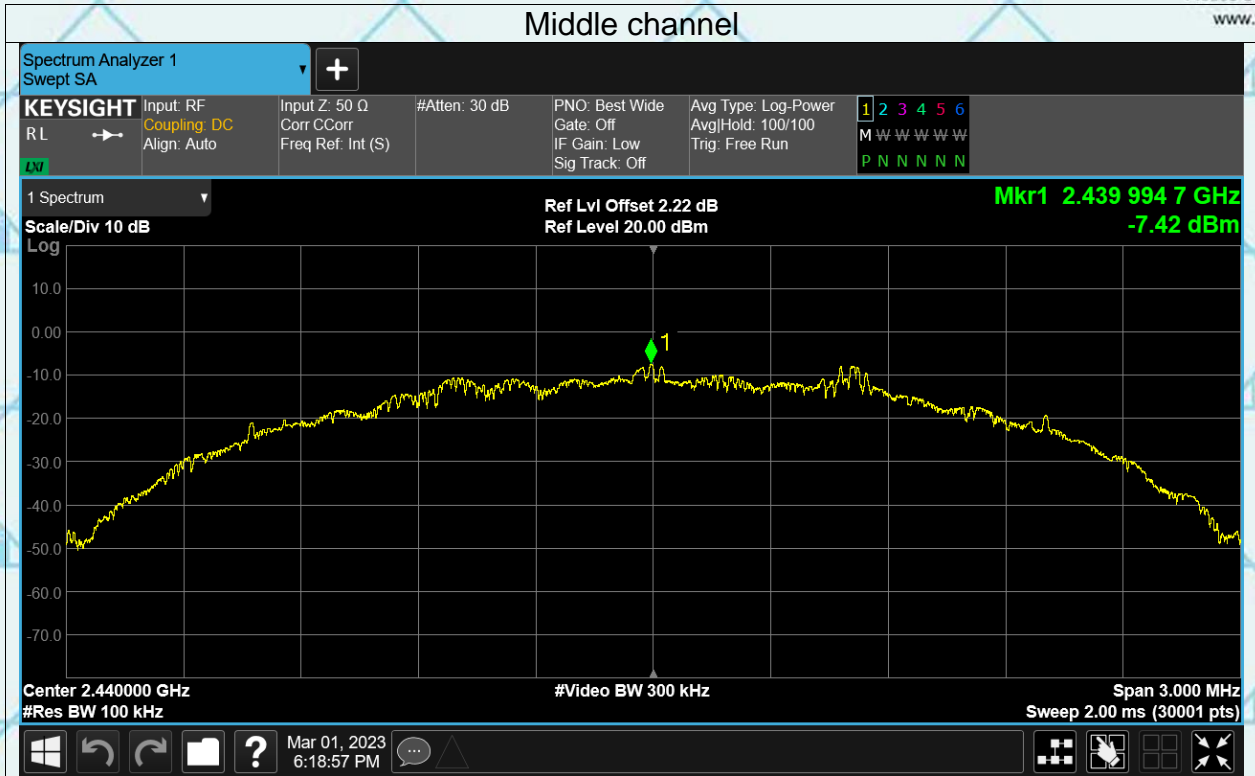 Middle channel
www.
Spectrum Analyzer 1
Swept SA
+
KEYSIGHT
R L
LXI
Input: RF
Coupling: DC
Align: Auto
Input Z: 50 Ω
Corr CCorr
Freq Ref: Int (S)
#Atten: 30 dB
PNO: Best Wide
Gate: Off
IF Gain: Low
Sig Track: Off
Avg Type: Log-Power
Avg|Hold: 100/100
Trig: Free Run
1 2 3 4 5 6
M W W W W W
P N N N N N
1 Spectrum
Scale/Div 10 dB
Log
Ref Lvl Offset 2.22 dB
Ref Level 20.00 dBm
Mkr1 2.439 994 7 GHz
-7.42 dBm
10.0
0.00
-10.0
-20.0
-30.0
-40.0
-50.0
-60.0
-70.0
1
Center 2.440000 GHz
#Res BW 100 kHz
#Video BW 300 kHz
Span 3.000 MHz
Sweep 2.00 ms (30001 pts)
?
Mar 01, 2023
6:18:57 PM